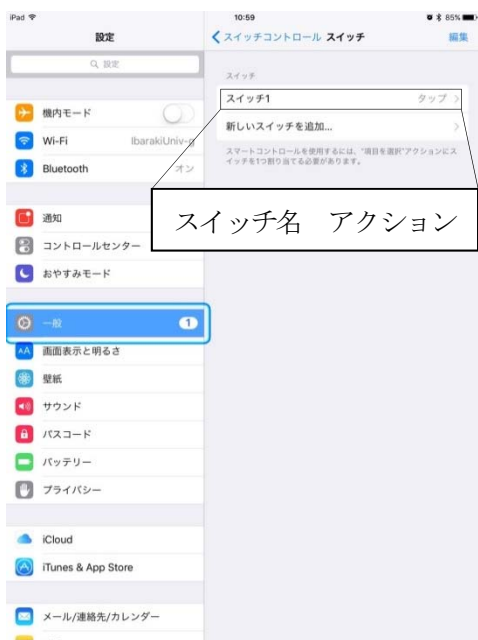 iPad 10:59 85%
設定
スイッチコントロール スイッチ 編集
設定
スイッチ
スイッチ1 タップ
新しいスイッチを追加...
スマートコントロールを使用するには、"項目を選択"アクションにス
イッチを1つ割り当てる必要があります。
スイッチ名 アクション
機内モード
Wi-Fi IbarakiUniv-g
Bluetooth オン
通知
コントロールセンター
おやすみモード
一般 1
AA 画面表示と明るさ
壁紙
サウンド
パスコード
バッテリー
プライバシー
iCloud
iTunes & App Store
メール/連絡先/カレンダー